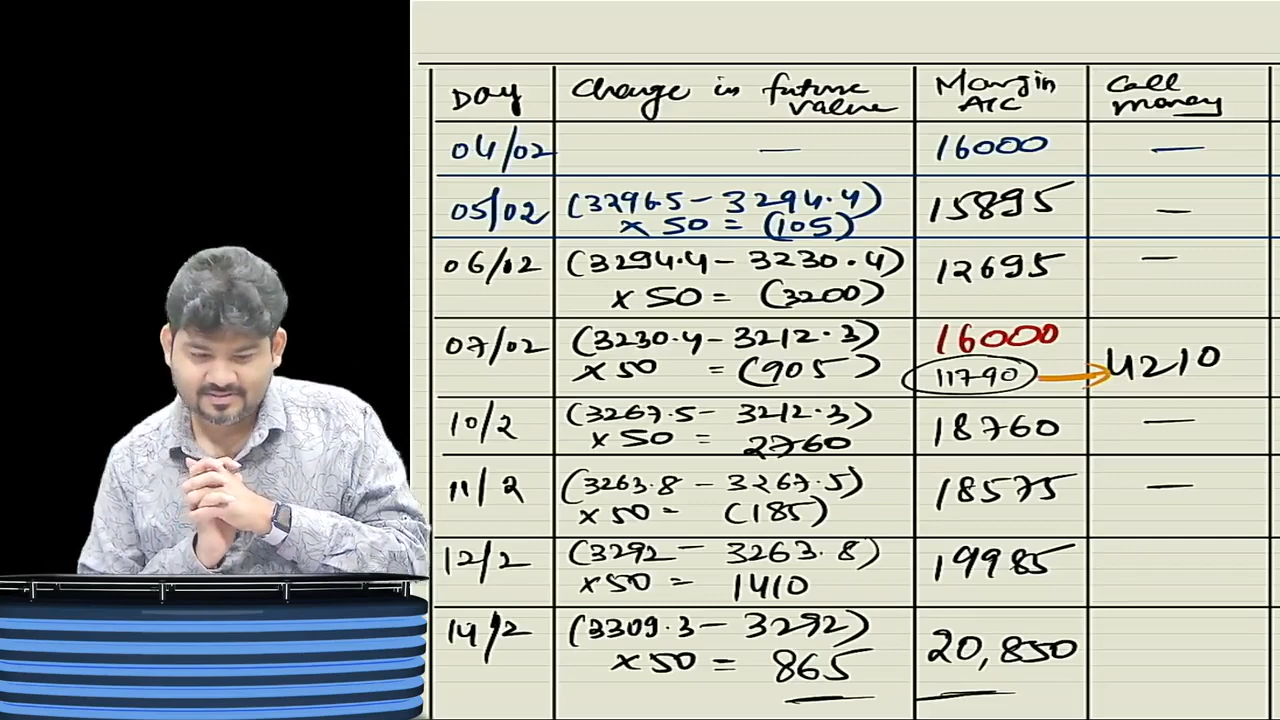 Day Change in future value Margin A/C Call money
04/02 — 16000 —
05/02 (3296.5 - 3294.4) × 50 = (105) 15895 —
06/02 (3294.4 - 3230.4) × 50 = (3200) 12695 —
07/02 (3230.4 - 3212.3) × 50 = (905) 16000 11790 → 4210
10/2 (3267.5 - 3212.3) × 50 = 2760 18760 —
11/2 (3263.8 - 3267.5) × 50 = (185) 18575 —
12/2 (3292 - 3263.8) × 50 = 1410 19985
14/2 (3309.3 - 3292) × 50 = 865 20,850